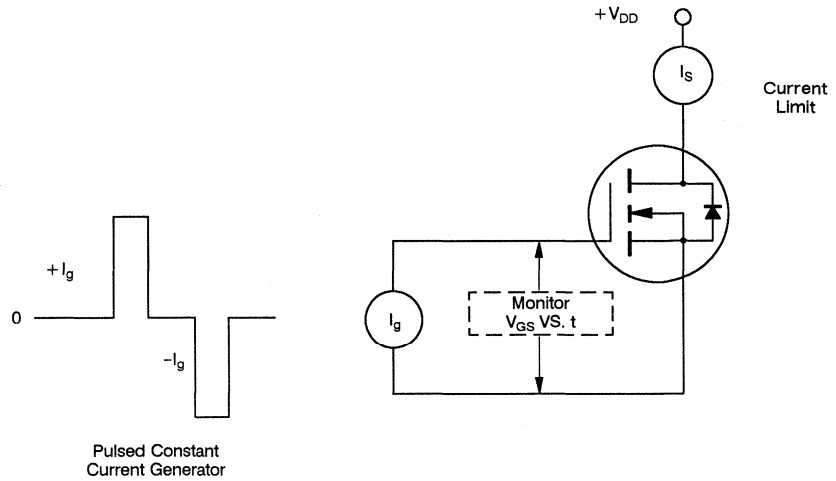 +VDD
IS
Current
Limit
+Ig
0
-Ig
Ig
Monitor
VGS VS. t
Pulsed Constant
Current Generator